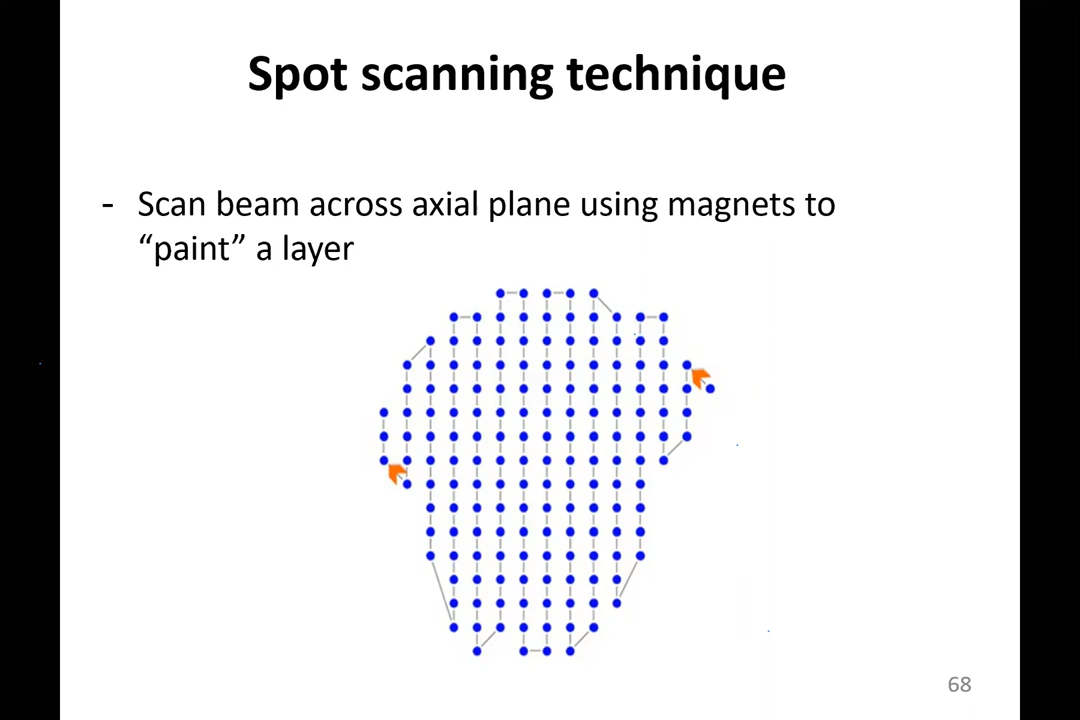 Spot scanning technique
- Scan beam across axial plane using magnets to
“paint” a layer
68